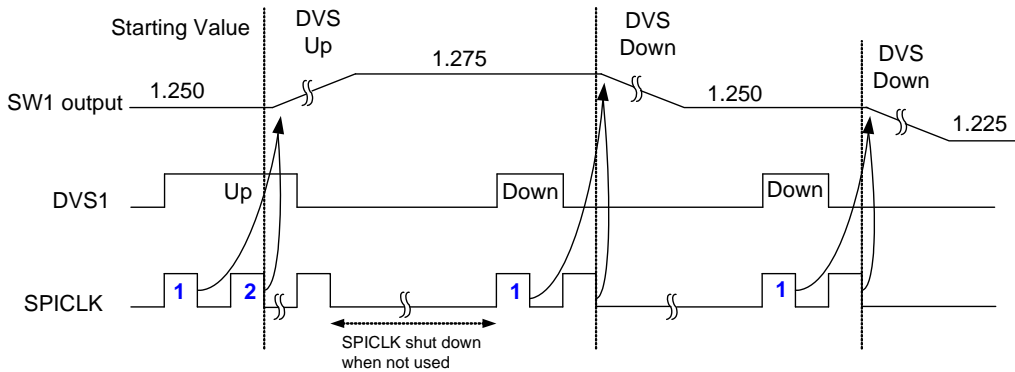 Starting Value
DVS
Up
DVS
Down
DVS
Down
SW1 output
1.250
1.275
1.250
1.225
DVS1
Up
Down
Down
SPICLK
1
2
1
1
SPICLK shut down
when not used